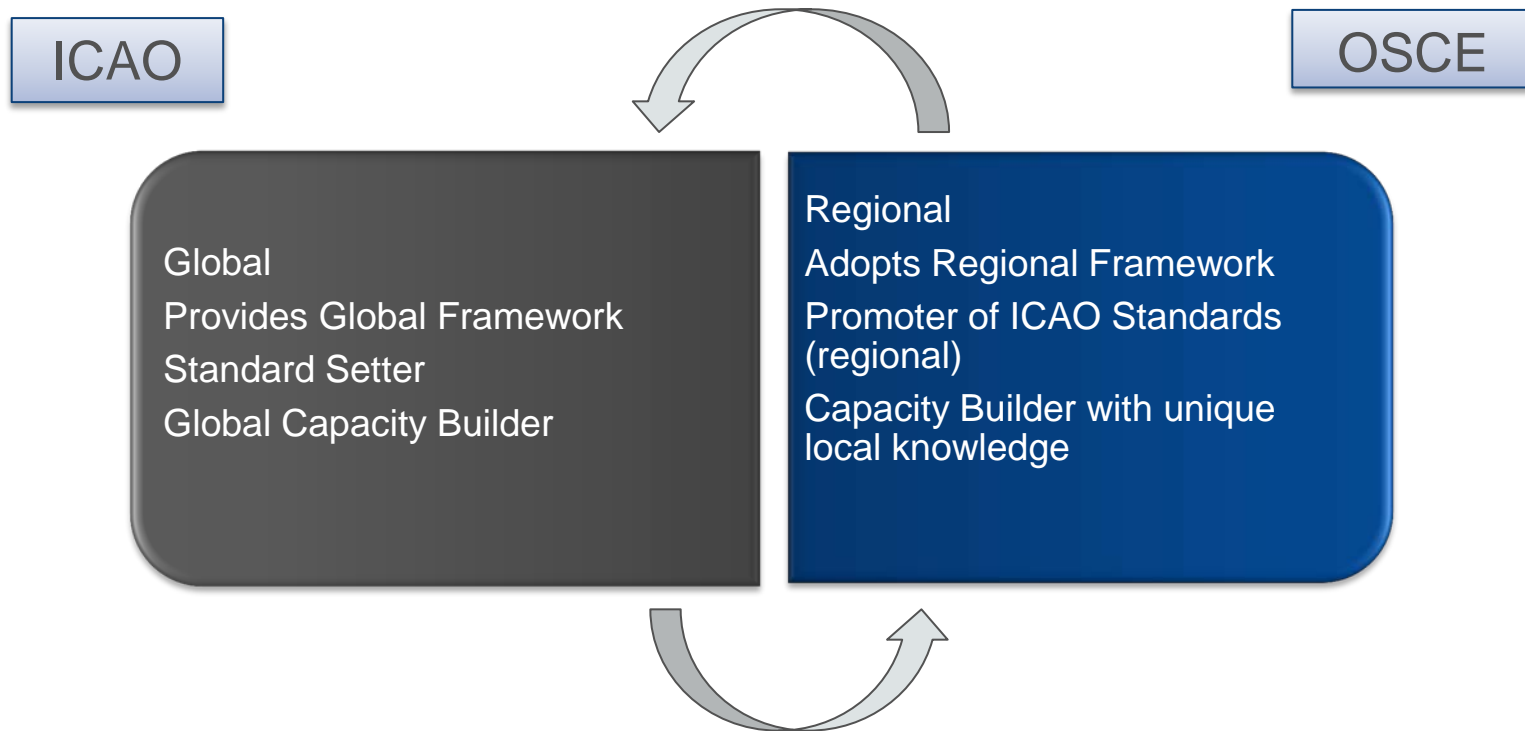 ICAO
OSCE
Global
Provides Global Framework
Standard Setter
Global Capacity Builder
Regional
Adopts Regional Framework
Promoter of ICAO Standards
(regional)
Capacity Builder with unique
local knowledge